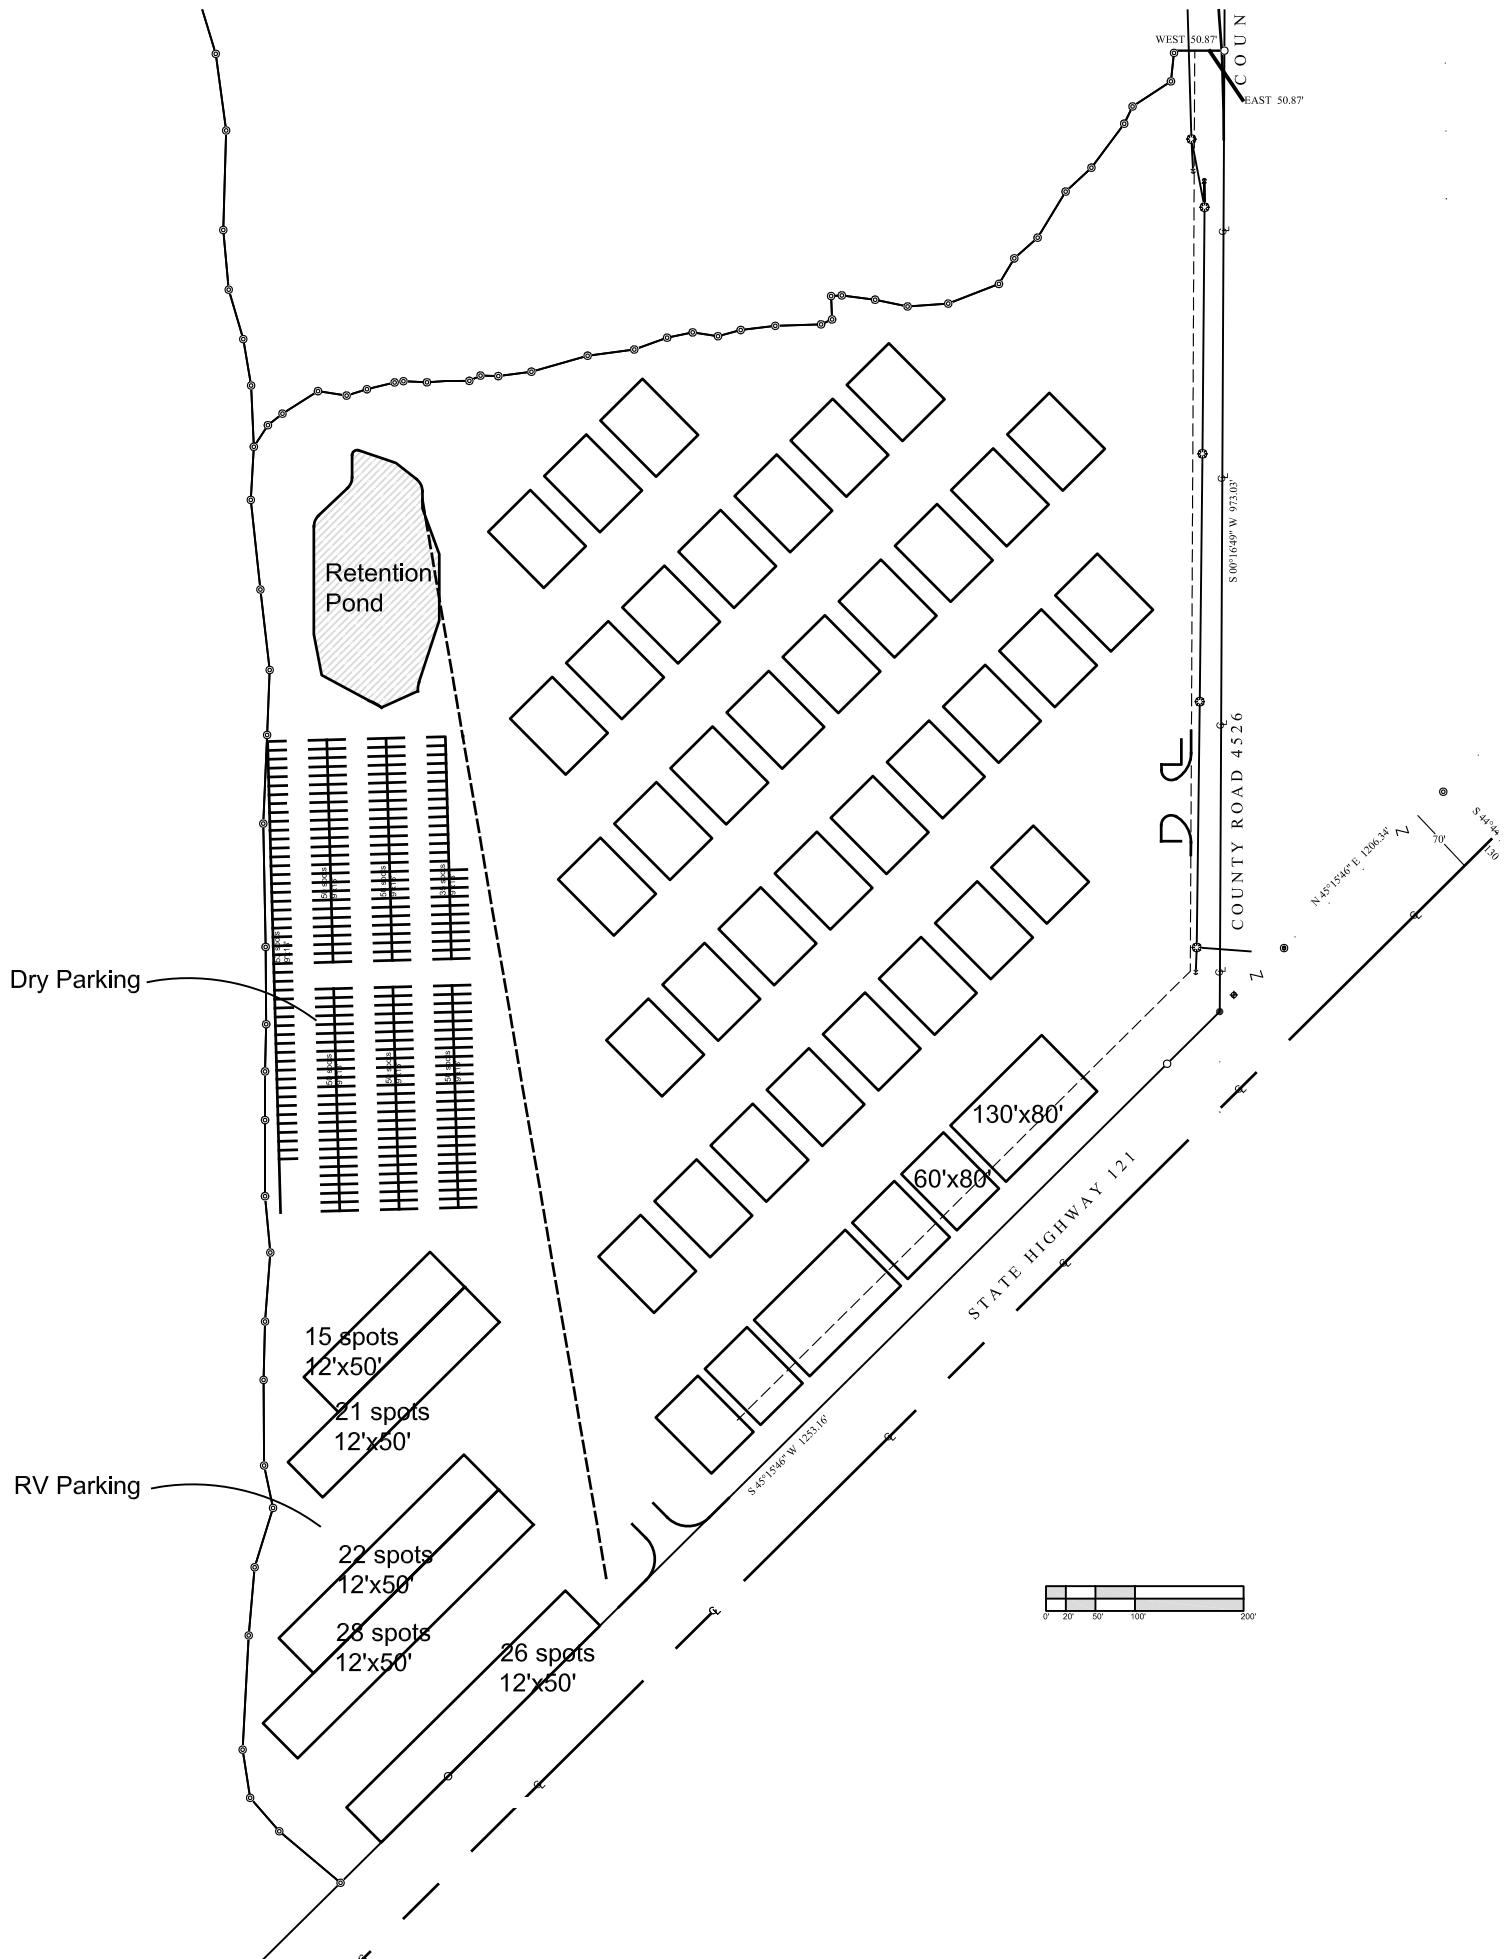 WEST 50.87'
COUN
EAST 50.87'
Retention
Pond
S 00°16'49" W 973.03'
COUNTY ROAD 4526
N 45°15'46" E 1206.34'
70'
S 44°44'
130
Dry Parking
130'x80'
60'x80'
STATE HIGHWAY 121
S 45°15'46" W 1253.16'
15 spots
12'x50'
21 spots
12'x50'
RV Parking
22 spots
12'x50'
28 spots
12'x50'
26 spots
12'x50'
0' 20' 50' 100' 200'